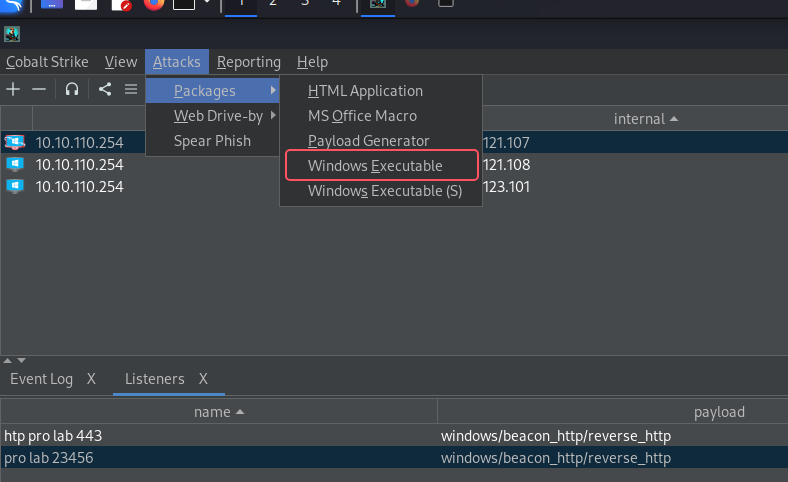 1 2 3 4
Cobalt Strike View Attacks Reporting Help
Packages HTML Application
Web Drive-by MS Office Macro
Spear Phish Payload Generator
Windows Executable
Windows Executable (S)
internal
10.10.110.254 121.107
10.10.110.254 121.108
10.10.110.254 123.101
Event Log X Listeners X
name payload
htp pro lab 443 windows/beacon_http/reverse_http
pro lab 23456 windows/beacon_http/reverse_http